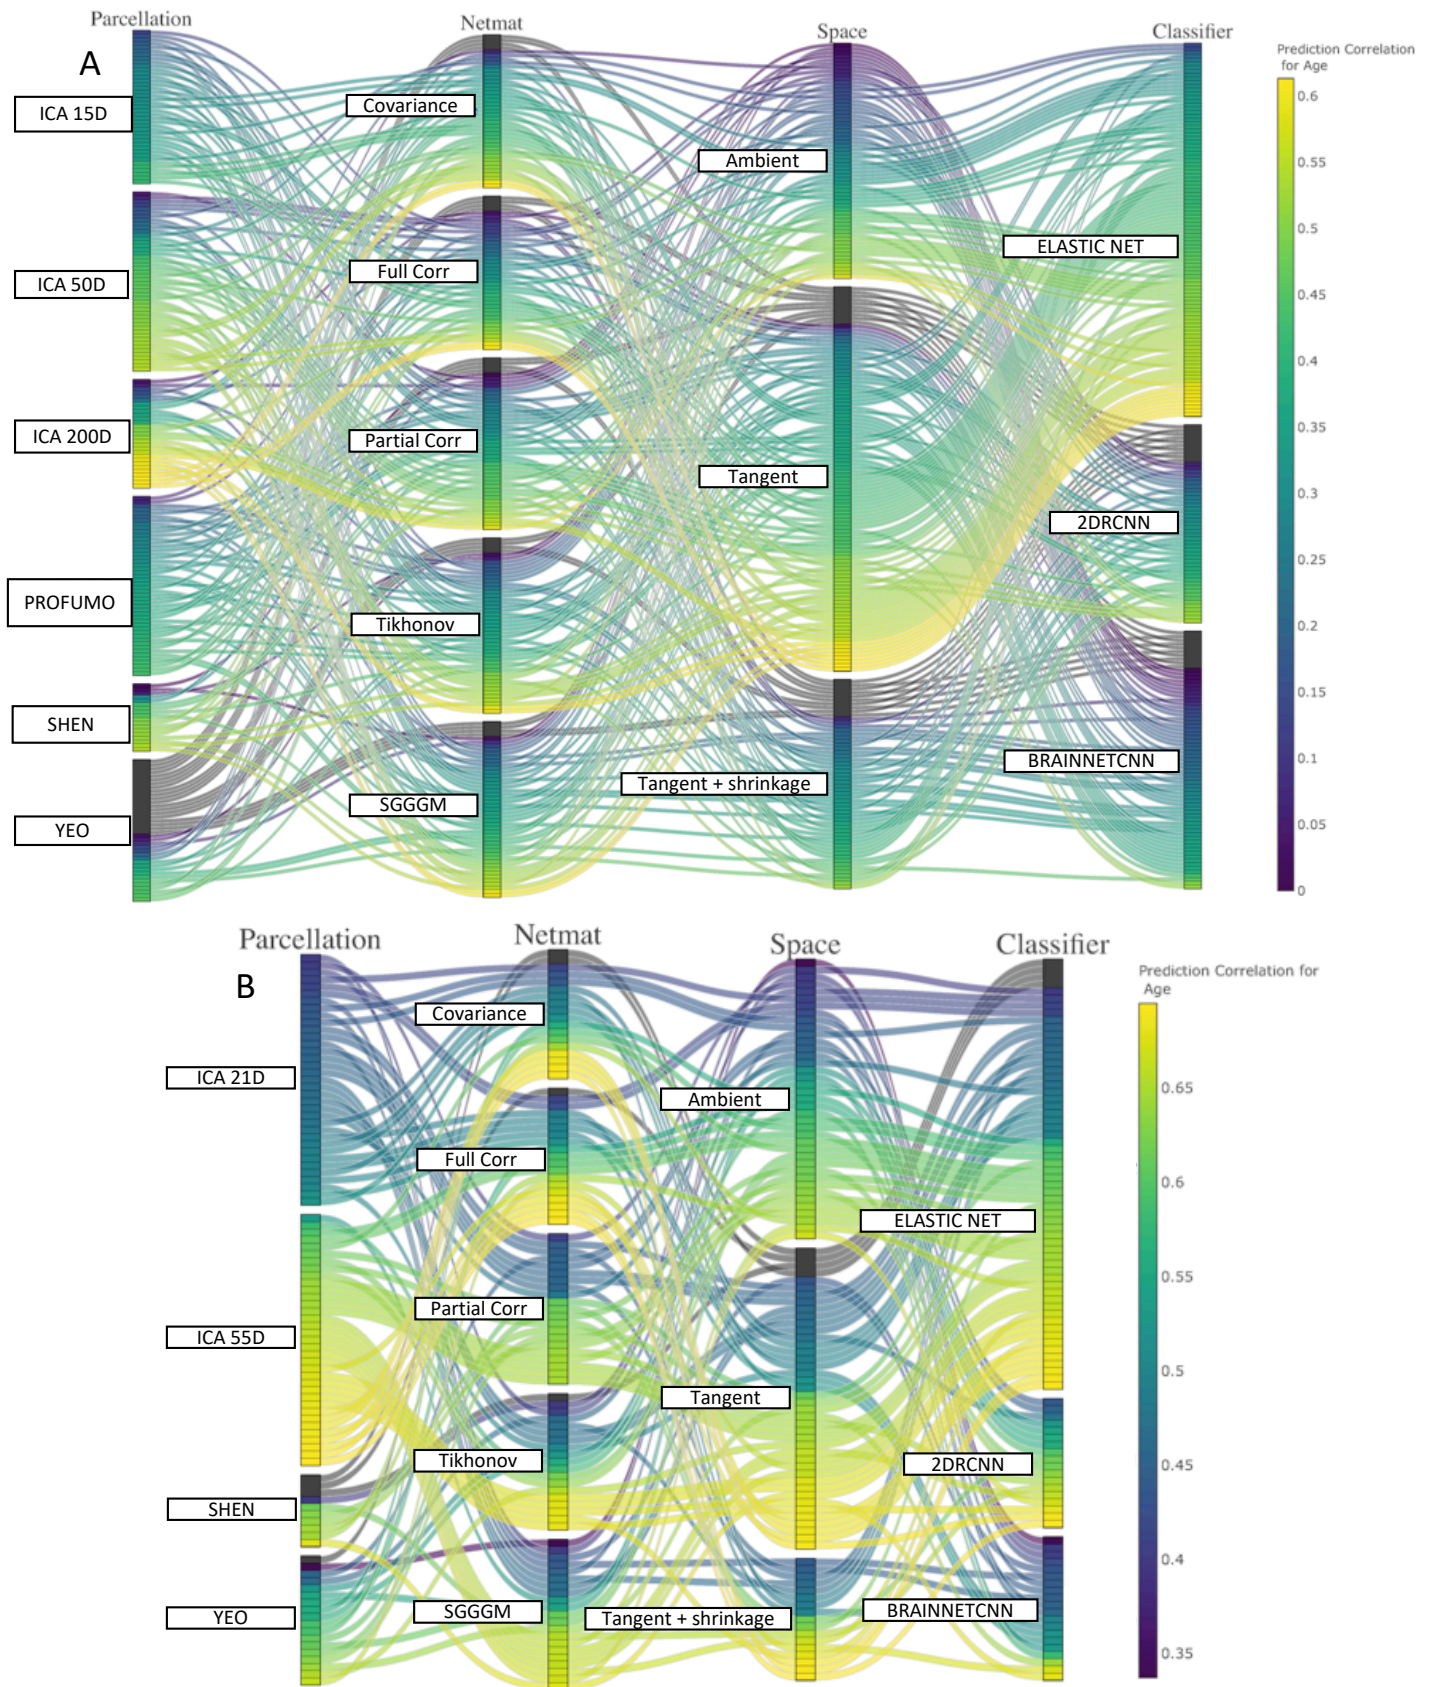 Parcellation
Netmat
Space
Classifier
A
Prediction Correlation
for Age
ICA 15D
ICA 50D
ICA 200D
PROFUMO
SHEN
YEO
Covariance
Full Corr
Partial Corr
Tikhonov
SGGGM
Ambient
Tangent
Tangent + shrinkage
ELASTIC NET
2DRCNN
BRAINNETCNN
0.6
0.55
0.5
0.45
0.4
0.35
0.3
0.25
0.2
0.15
0.1
0.05
0
Parcellation
Netmat
Space
Classifier
B
Prediction Correlation for
Age
ICA 21D
ICA 55D
SHEN
YEO
Covariance
Full Corr
Partial Corr
Tikhonov
SGGGM
Ambient
Tangent
Tangent + shrinkage
ELASTIC NET
2DRCNN
BRAINNETCNN
0.65
0.6
0.55
0.5
0.45
0.4
0.35